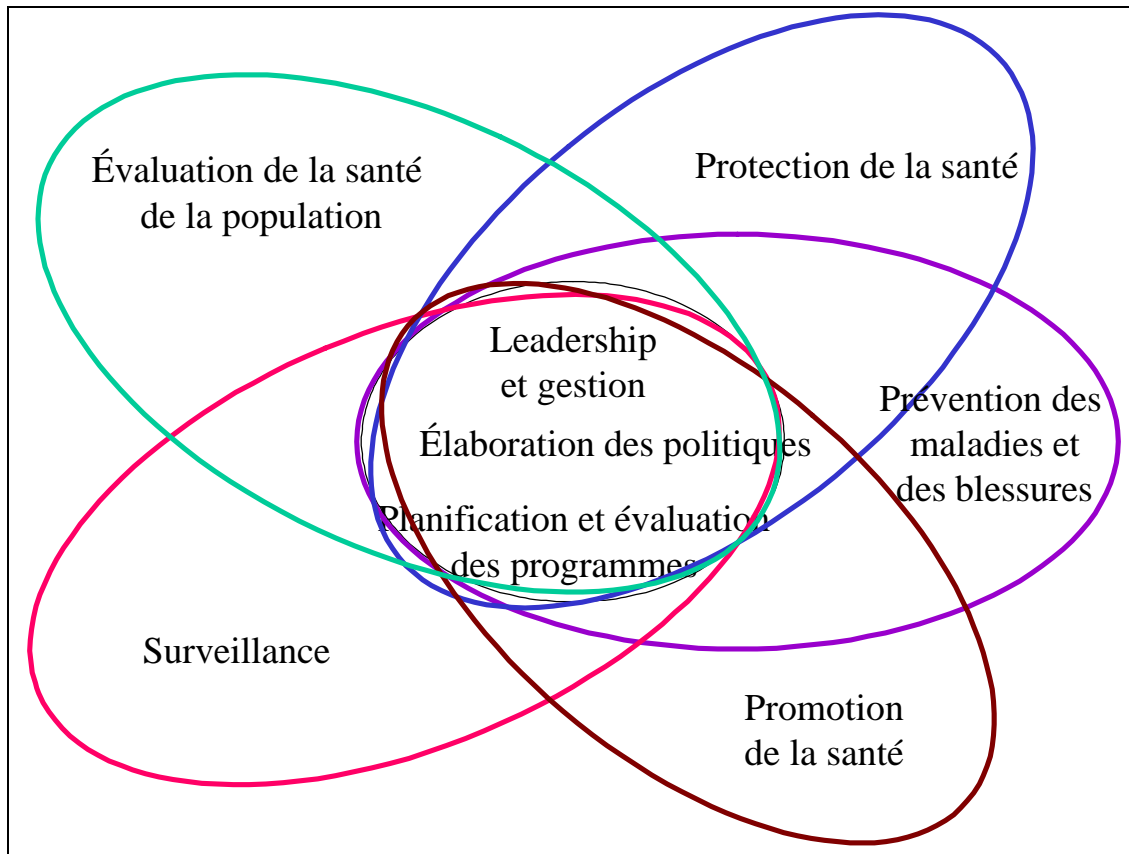 Évaluation de la santé
de la population
Protection de la santé
Leadership
et gestion
Élaboration des politiques
Planification et évaluation
des programmes
Prévention des
maladies et
des blessures
Surveillance
Promotion
de la santé